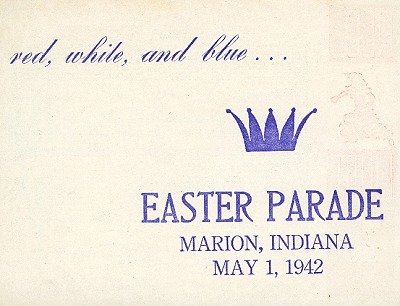 red, white, and blue...
EASTER PARADE
MARION, INDIANA
MAY 1, 1942